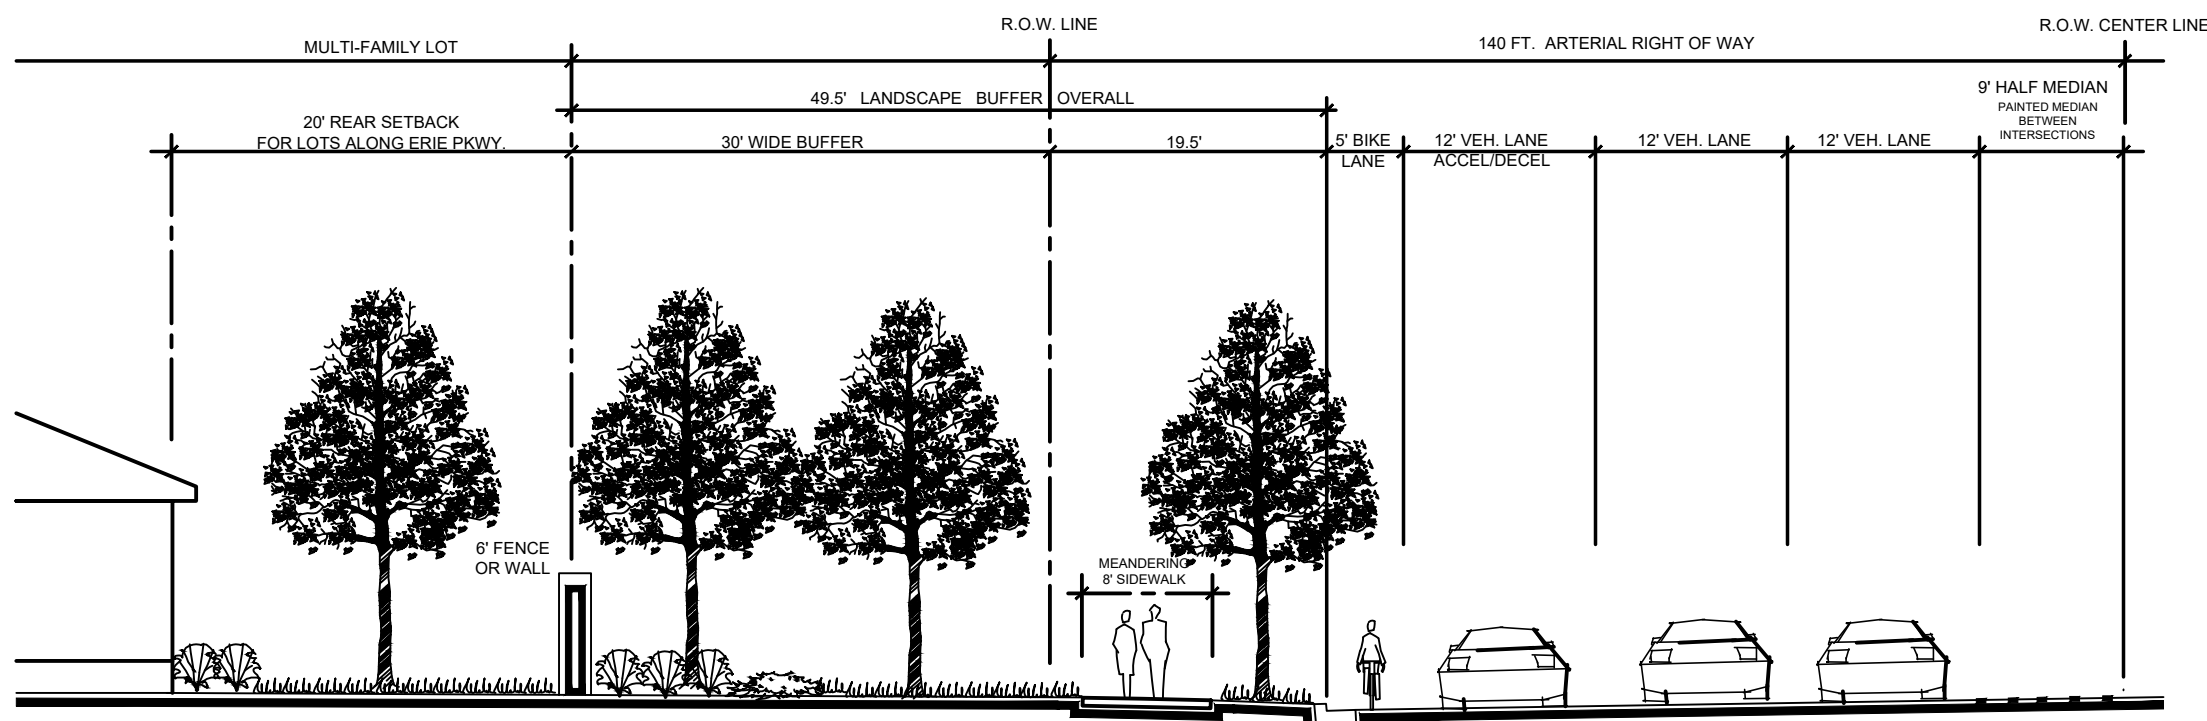 R.O.W. LINE
R.O.W. CENTER LINE
MULTI-FAMILY LOT
140 FT. ARTERIAL RIGHT OF WAY
49.5' LANDSCAPE BUFFER OVERALL
9' HALF MEDIAN
PAINTED MEDIAN
BETWEEN
INTERSECTIONS
20' REAR SETBACK
FOR LOTS ALONG ERIE PKWY.
30' WIDE BUFFER
19.5'
5' BIKE
LANE
12' VEH. LANE
ACCEL/DECEL
12' VEH. LANE
12' VEH. LANE
6' FENCE
OR WALL
MEANDERING
8' SIDEWALK